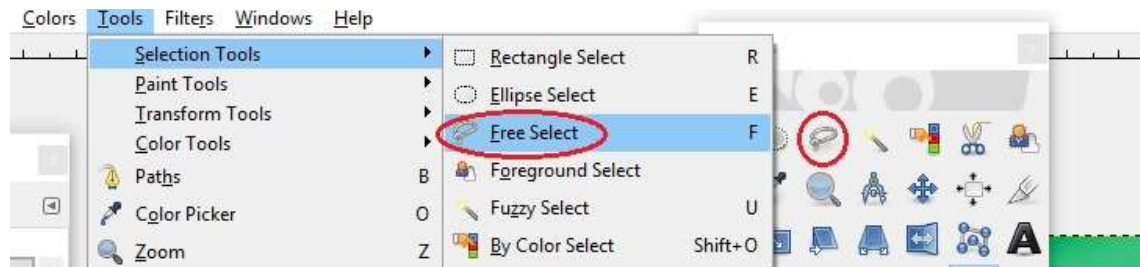 Colors Tools Filters Windows Help
Selection Tools
Paint Tools
Transform Tools
Color Tools
Paths B
Color Picker O
Zoom Z
Rectangle Select R
Ellipse Select E
Free Select F
Foreground Select
Fuzzy Select U
By Color Select Shift+O
A